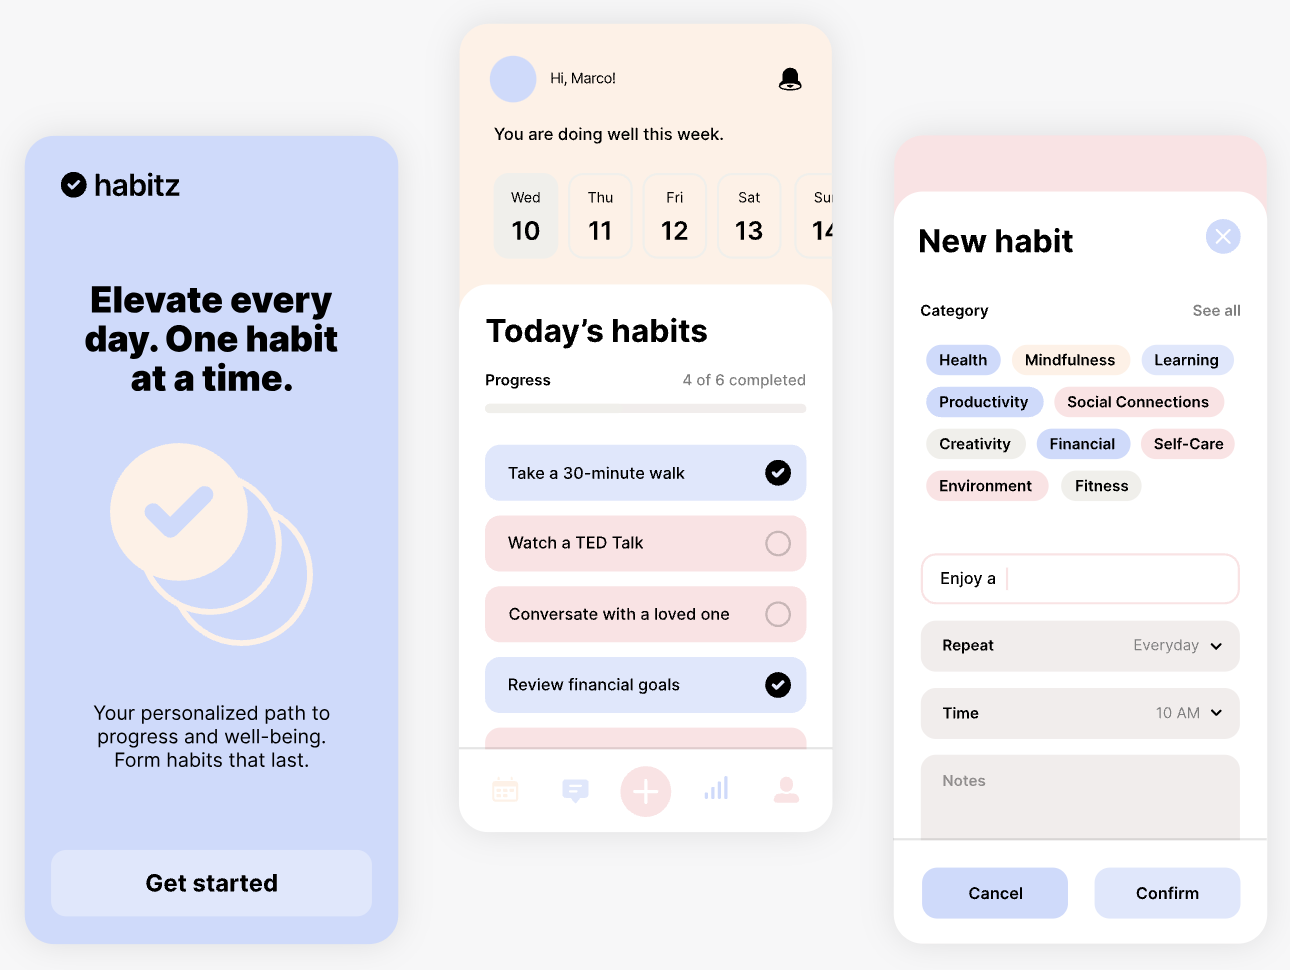 habitz
Elevate every
day. One habit
at a time.
Your personalized path to
progress and well-being.
Form habits that last.
Get started
Hi, Marco!
You are doing well this week.
Wed Thu Fri Sat Sun
10 11 12 13 14
Today’s habits
Progress 4 of 6 completed
Take a 30-minute walk
Watch a TED Talk
Conversate with a loved one
Review financial goals
New habit
Category See all
Health Mindfulness Learning
Productivity Social Connections
Creativity Financial Self-Care
Environment Fitness
Enjoy a
Repeat Everyday
Time 10 AM
Notes
Cancel Confirm